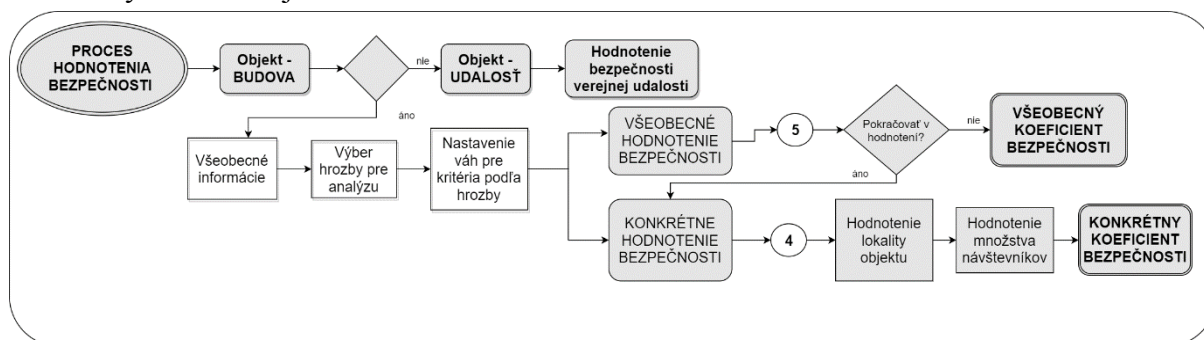 PROCES
HODNOTENIA
BEZPEČNOSTI
Objekt -
BUDOVA
nie
Objekt -
UDALOSŤ
Hodnotenie
bezpečnosti
verejnej udalosti
áno
Všeobecné
informácie
Výber
hrozby pre
analýzu
Nastavenie
váh pre
kritéria podľa
hrozby
VŠEOBECNÉ
HODNOTENIE
BEZPEČNOSTI
5
Pokračovať v
hodnotení?
nie
VŠEOBECNÝ
KOEFICIENT
BEZPEČNOSTI
áno
KONKRÉTNE
HODNOTENIE
BEZPEČNOSTI
4
Hodnotenie
lokality
objektu
Hodnotenie
množstva
návštevníkov
KONKRÉTNY
KOEFICIENT
BEZPEČNOSTI